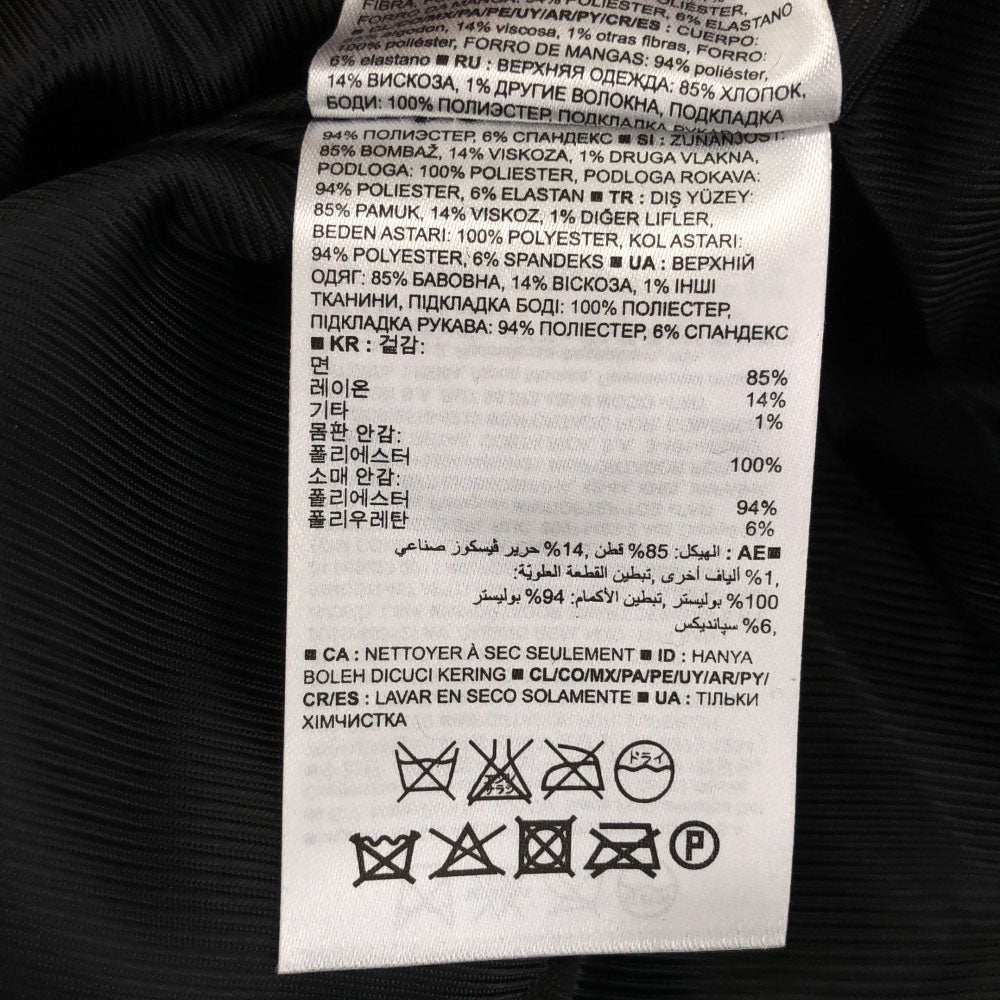 POLIÉSTER,
FIBRA,
6% ELASTANO
CO/MX/PA/PE/UY/AR/PY/CR/ES : CUERPO:
algodón, 14% viscosa, 1% otras fibras, FORRO:
100% poliéster, FORRO DE MANGAS: 94% poliéster,
6% elastano ■ RU : ВЕРХНЯЯ ОДЕЖДА: 85% ХЛОПОК,
14% ВИСКОЗА, 1% ДРУГИЕ ВОЛОКНА, ПОДКЛАДКА
БОДИ: 100% ПОЛИЭСТЕР, ПОДКЛАДКА РУКАВА:
94% ПОЛИЭСТЕР, 6% СПАНДЕКС ■ SI : ZUNANJOST:
85% BOMBAŽ, 14% VISKOZA, 1% DRUGA VLAKNA,
PODLOGA: 100% POLIESTER, PODLOGA ROKAVA:
94% POLIESTER, 6% ELASTAN ■ TR : DIŞ YÜZEY:
85% PAMUK, 14% VISKOZ, 1% DIĞER LIFLER,
BEDEN ASTARI: 100% POLYESTER, KOL ASTARI:
94% POLYESTER, 6% SPANDEKS ■ UA : ВЕРХНІЙ
ОДЯГ: 85% БАВОВНА, 14% ВІСКОЗА, 1% ІНШІ
ТКАНИНИ, ПІДКЛАДКА БОДІ: 100% ПОЛІЕСТЕР,
ПІДКЛАДКА РУКАВА: 94% ПОЛІЕСТЕР, 6% СПАНДЕКС
■ KR : 겉감:
면 85%
레이온 14%
기타 1%
몸판 안감:
폴리에스터 100%
소매 안감:
폴리에스터 94%
폴리우레탄 6%
■AE : الهيكل: 85% قطن ,14% حرير ڤيسكوز صناعي
,1% ألياف أخرى ,تبطين القطعة العلويّة:
100% بوليستر ,تبطين الأكمام: 94% بوليستر
,6% سپانديكس
■ CA : NETTOYER À SEC SEULEMENT ■ ID : HANYA
BOLEH DICUCI KERING ■ CL/CO/MX/PA/PE/UY/AR/PY/
CR/ES : LAVAR EN SECO SOLAMENTE ■ UA : ТІЛЬКИ
ХІМЧИСТКА
エンソ サラシ ドライ
P